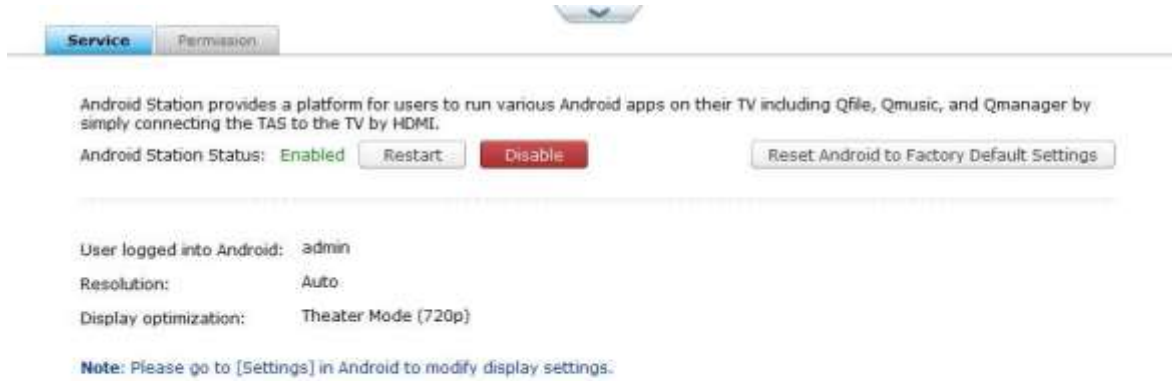 Service Permission
Android Station provides a platform for users to run various Android apps on their TV including Qfile, Qmusic, and Qmanager by
simply connecting the TAS to the TV by HDMI.
Android Station Status: Enabled Restart Disable Reset Android to Factory Default Settings
User logged into Android: admin
Resolution: Auto
Display optimization: Theater Mode (720p)
Note: Please go to [Settings] in Android to modify display settings.